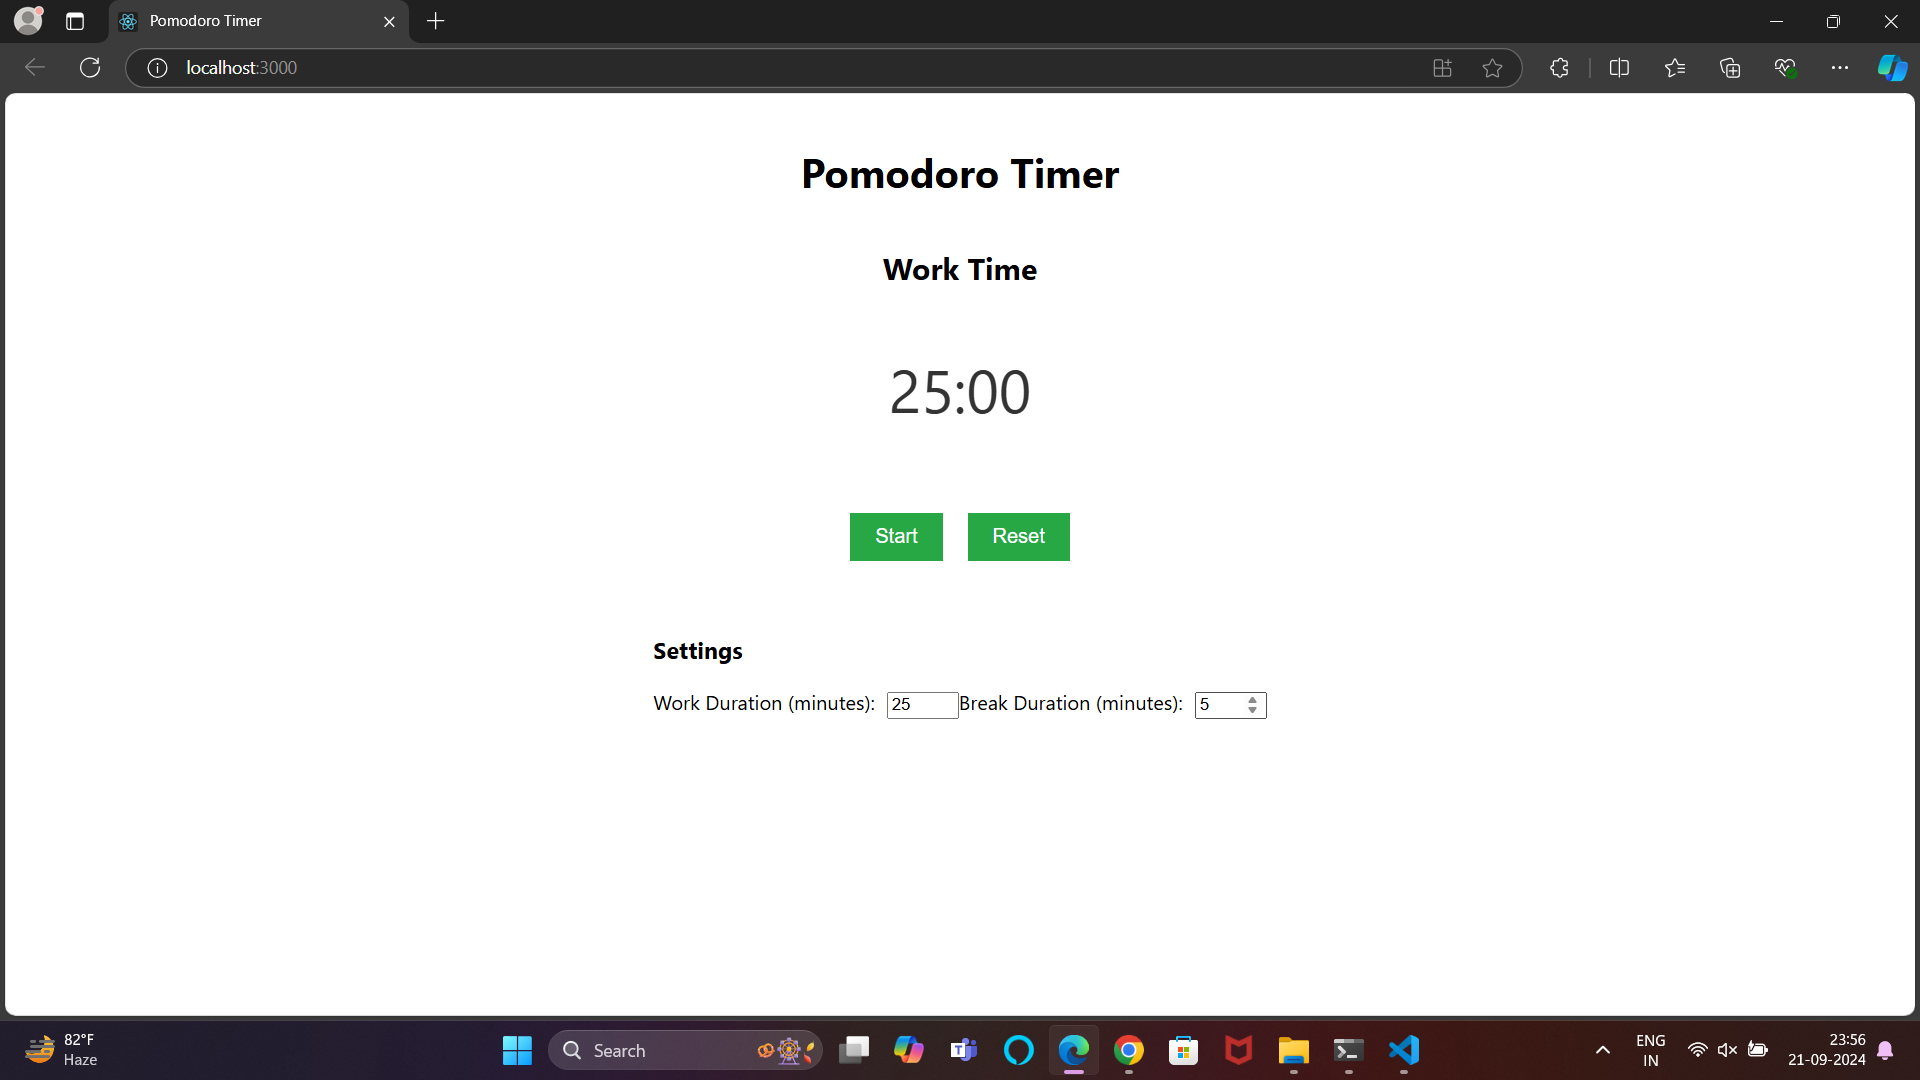 Pomodoro Timer
localhost:3000
Pomodoro Timer
Work Time
25:00
Start Reset
Settings
Work Duration (minutes): 25 Break Duration (minutes): 5
82°F
Haze
Search
ENG
IN
23:56
21-09-2024